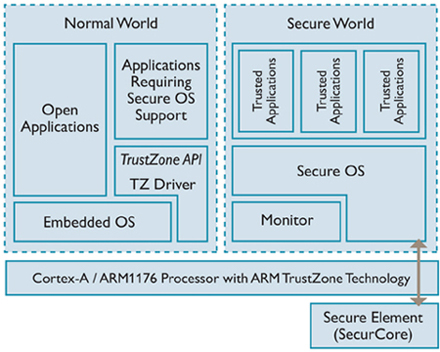 Normal World
Open
Applications
Applications
Requiring
Secure OS
Support
TrustZone API
TZ Driver
Embedded OS
Secure World
Trusted
Applications
Trusted
Applications
Trusted
Applications
Secure OS
Monitor
Cortex-A / ARM1176 Processor with ARM TrustZone Technology
Secure Element
(SecurCore)